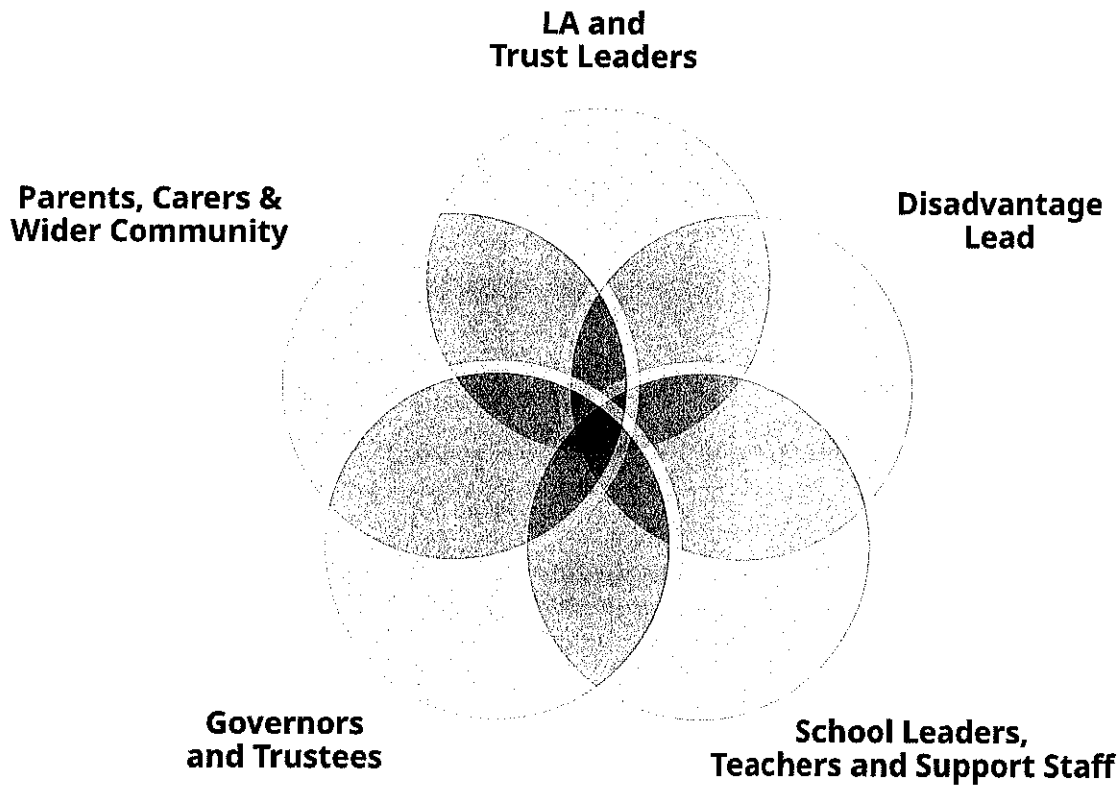 LA and
Trust Leaders
Parents, Carers &
Wider Community
Disadvantage
Lead
Governors
and Trustees
School Leaders,
Teachers and Support Staff